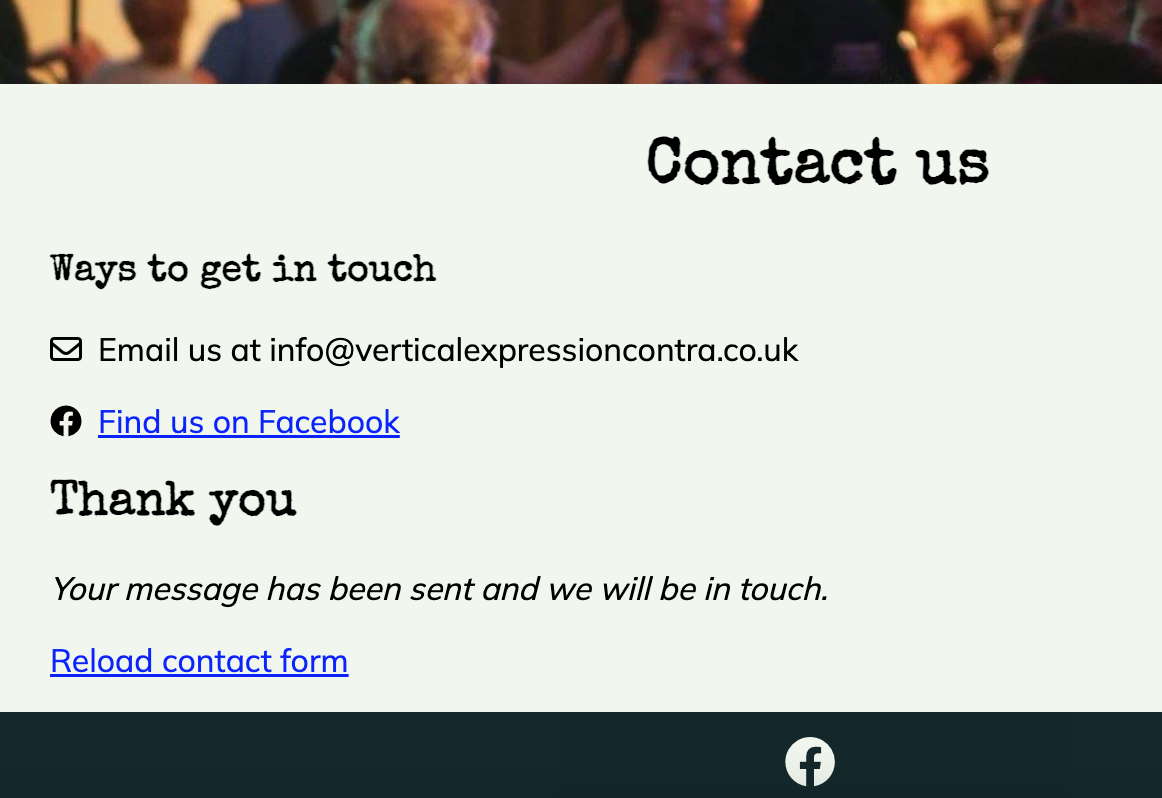 Contact us
Ways to get in touch
Email us at info@verticalexpressioncontra.co.uk
Find us on Facebook
Thank you
Your message has been sent and we will be in touch.
Reload contact form